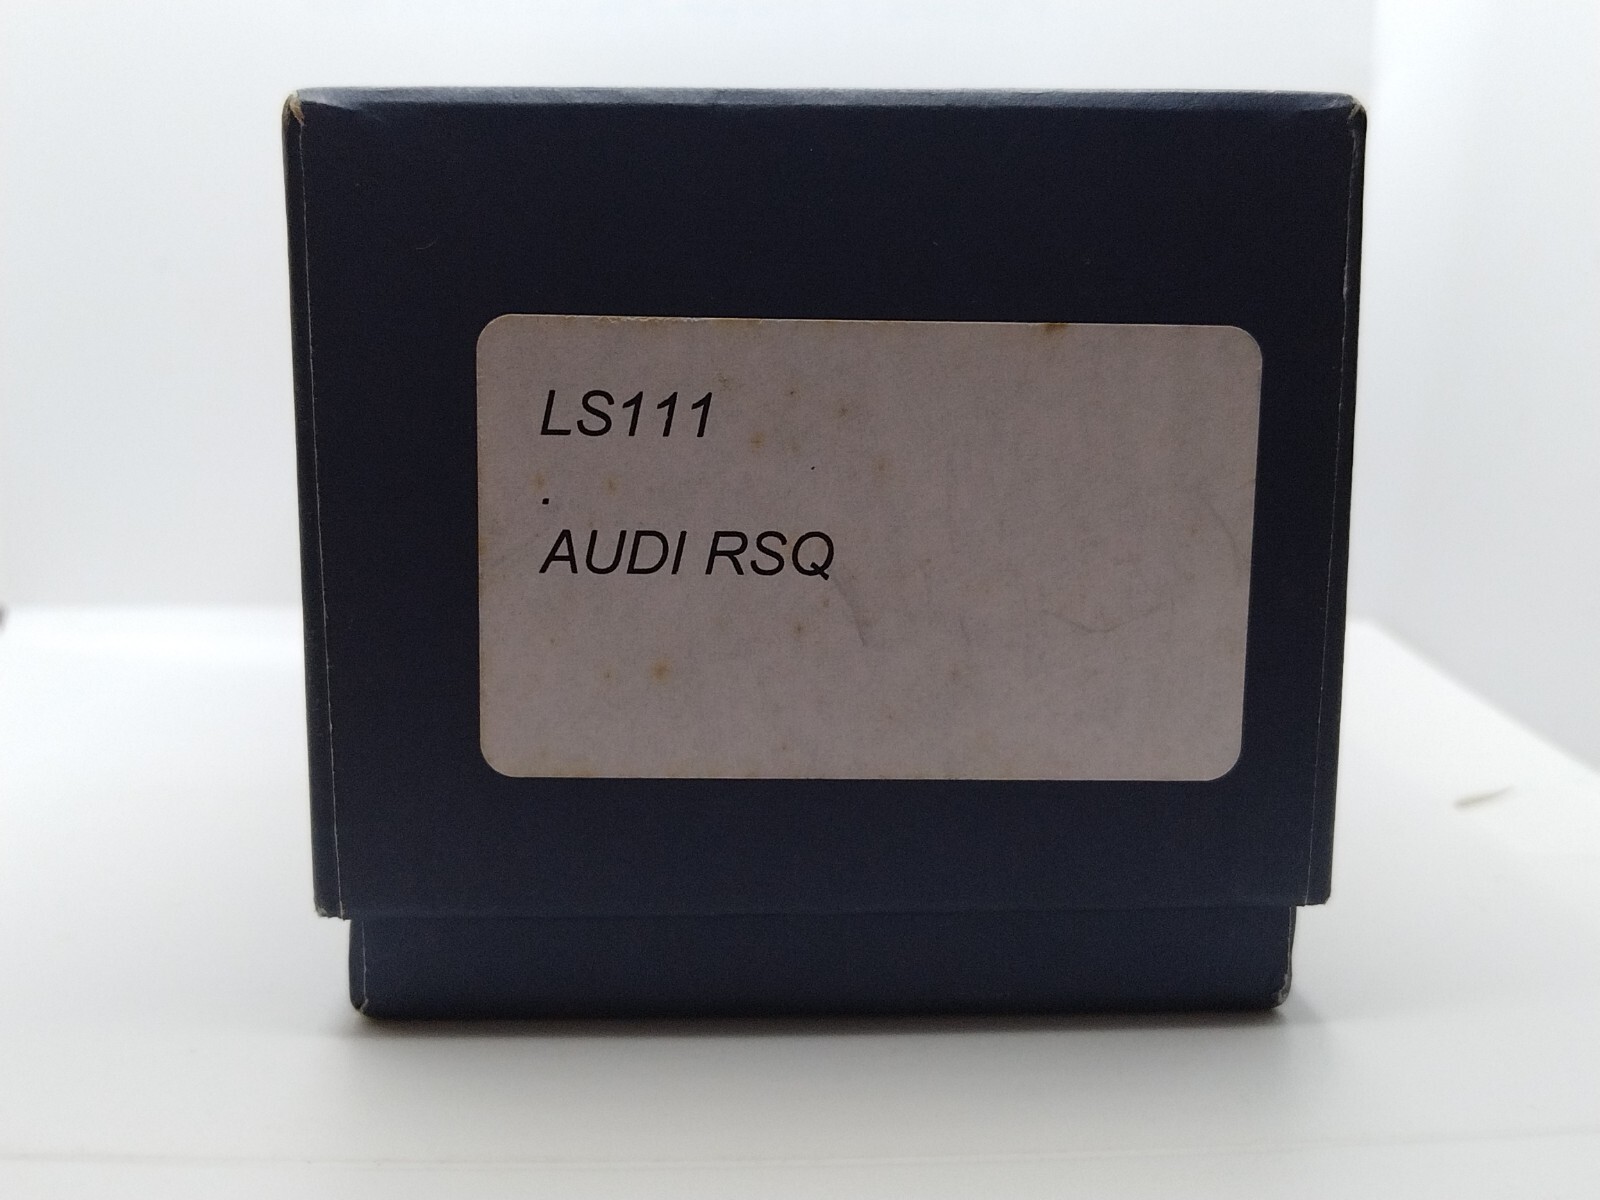 LS111
.
AUDI RSQ